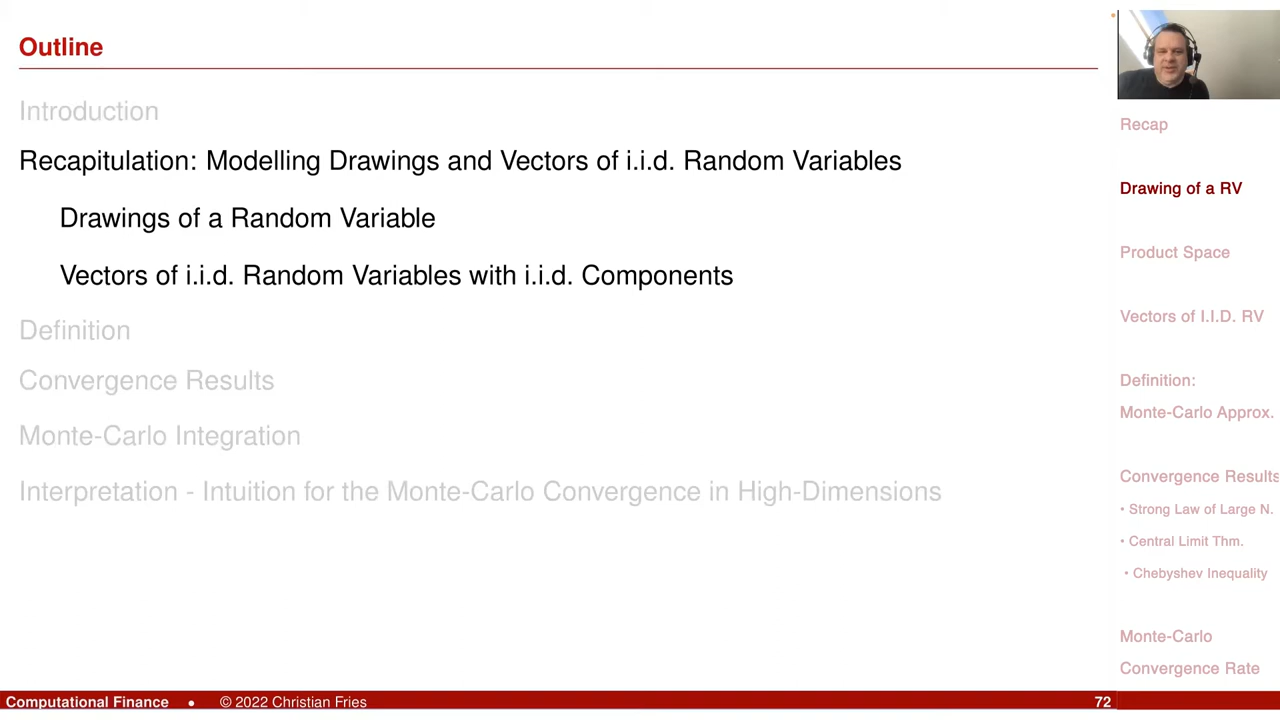 Outline
Introduction
Recapitulation: Modelling Drawings and Vectors of i.i.d. Random Variables
Drawings of a Random Variable
Vectors of i.i.d. Random Variables with i.i.d. Components
Definition
Convergence Results
Monte-Carlo Integration
Interpretation - Intuition for the Monte-Carlo Convergence in High-Dimensions
Recap
Drawing of a RV
Product Space
Vectors of I.I.D. RV
Definition:
Monte-Carlo Approx.
Convergence Results
• Strong Law of Large N.
• Central Limit Thm.
• Chebyshev Inequality
Monte-Carlo
Convergence Rate
Computational Finance • © 2022 Christian Fries 72